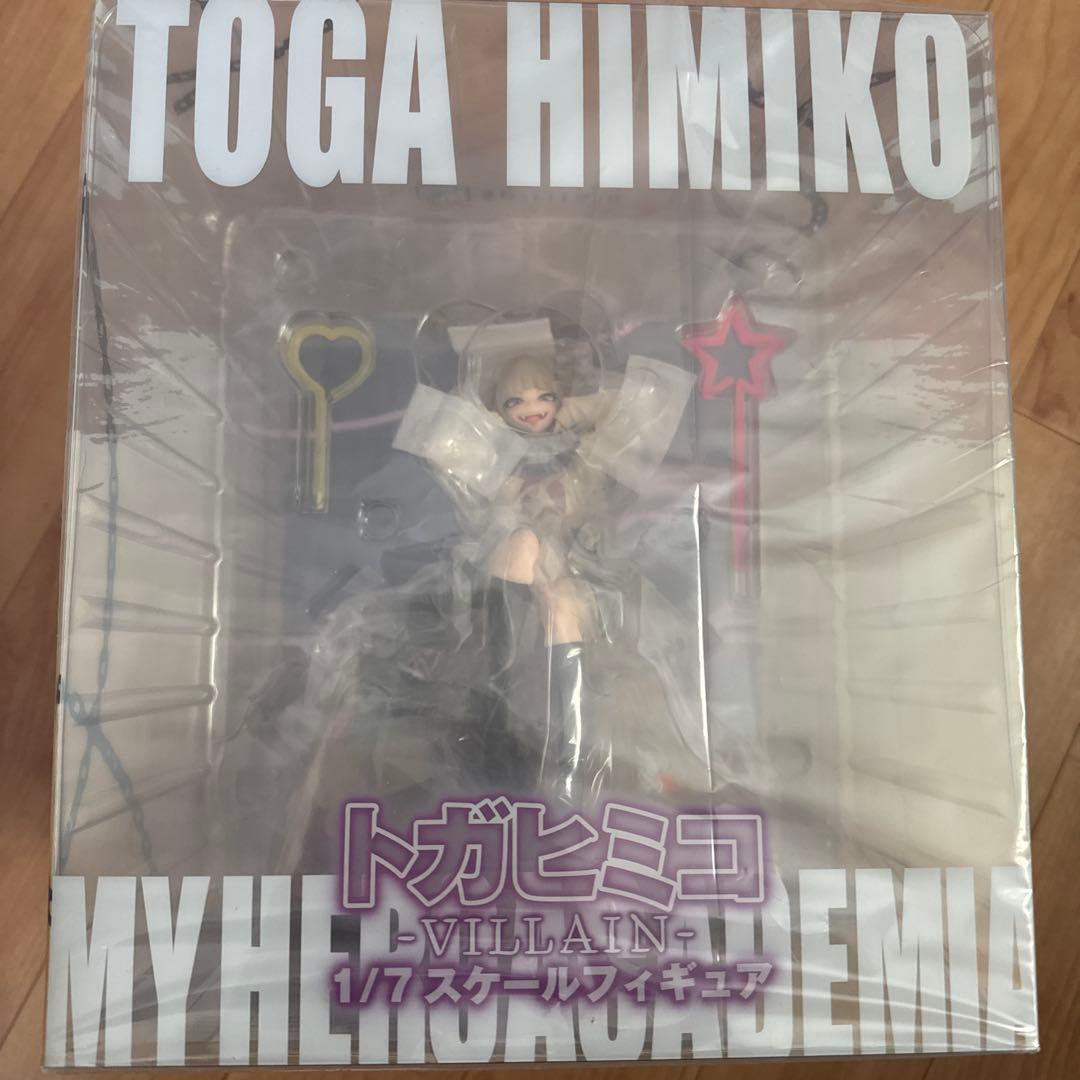 TOGA HIMIKO
トガヒミコ
-VILLAIN-
1/7 スケールフィギュア
MY HERO ACADEMIA